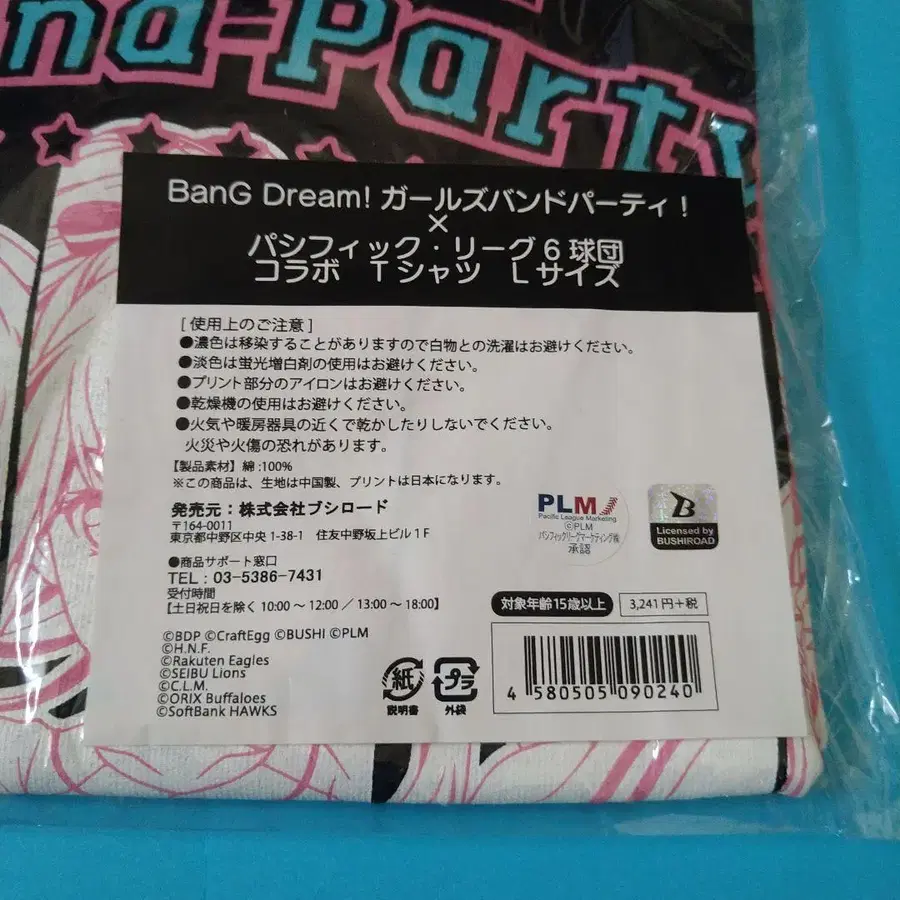 nd Party
BanG Dream! ガールズバンドパーティ!
×
パシフィック・リーグ6球団
コラボ Tシャツ Lサイズ
[使用上のご注意]
●濃色は移染することがありますので白物との洗濯はお避けください。
●淡色は蛍光増白剤の使用はお避けください。
●プリント部分のアイロンはお避けください。
●乾燥機の使用はお避けください。
●火気や暖房器具の近くで乾かしたりしないでください。
火災や火傷の恐れがあります。
【製品素材】綿:100%
※この商品は、生地は中国製、プリントは日本になります。
発売元:株式会社ブシロード
〒164-0011
東京都中野区中央1-38-1 住友中野坂上ビル1F
●商品サポート窓口
TEL:03-5386-7431
受付時間
【土日祝日を除く10:00~12:00/13:00~18:00】
©BDP ©CraftEgg ©BUSHI ©PLM
©H.N.F.
©Rakuten Eagles
©SEIBU Lions
©C.L.M.
©ORIX Buffaloes
©SoftBank HAWKS
PLM
Pacific League Marketing
©PLM
パシフィックリーグマーケティング㈱
承認
B
Licensed by
BUSHIROAD
対象年齢15歳以上
3,241円+税
紙
説明書
プラ
外袋
4 580505 090240